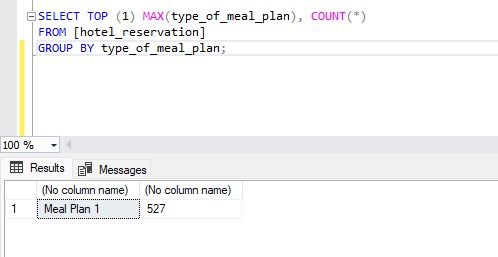 SELECT TOP (1) MAX(type_of_meal_plan), COUNT(*)
FROM [hotel_reservation]
GROUP BY type_of_meal_plan;
100 %
Results Messages
(No column name) (No column name)
1 Meal Plan 1 527